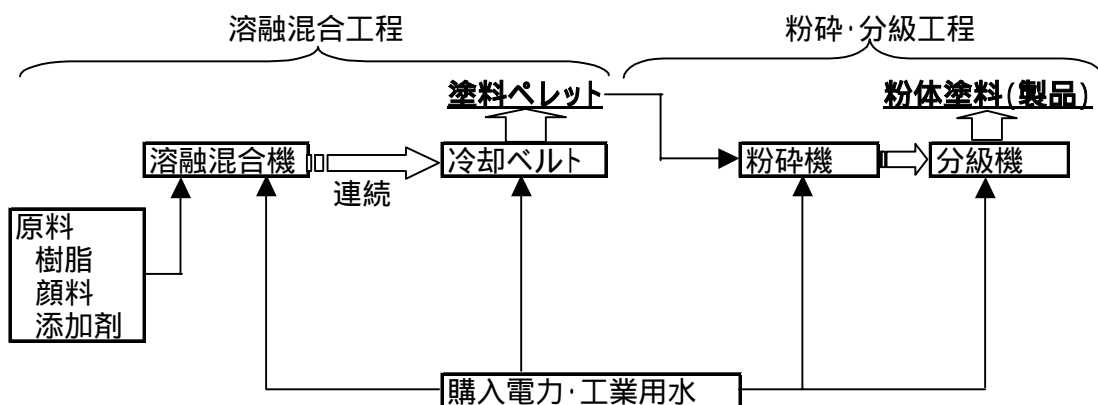 溶融混合工程
粉砕・分級工程
塗料ペレット
粉体塗料(製品)
溶融混合機
冷却ベルト
粉砕機
分級機
連続
原料
樹脂
顔料
添加剤
購入電力・工業用水